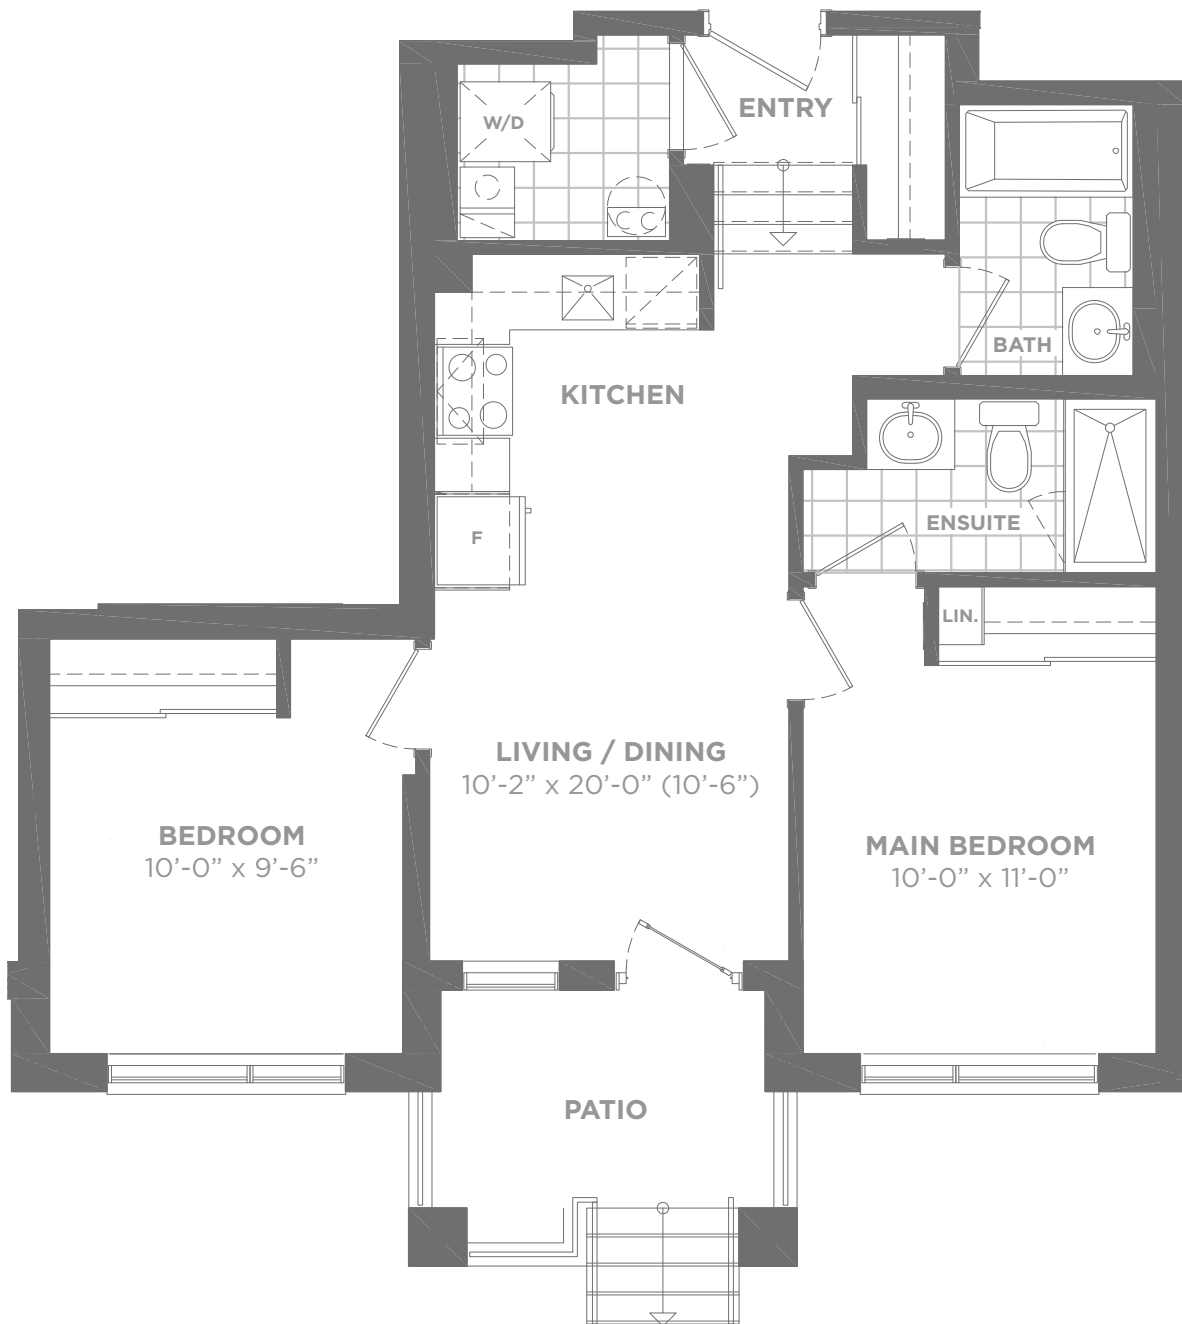 W/D
ENTRY
BATH
KITCHEN
ENSUITE
F
LIN.
LIVING / DINING
10’-2” x 20’-0” (10’-6”)
BEDROOM
10’-0” x 9’-6”
MAIN BEDROOM
10’-0” x 11’-0”
PATIO